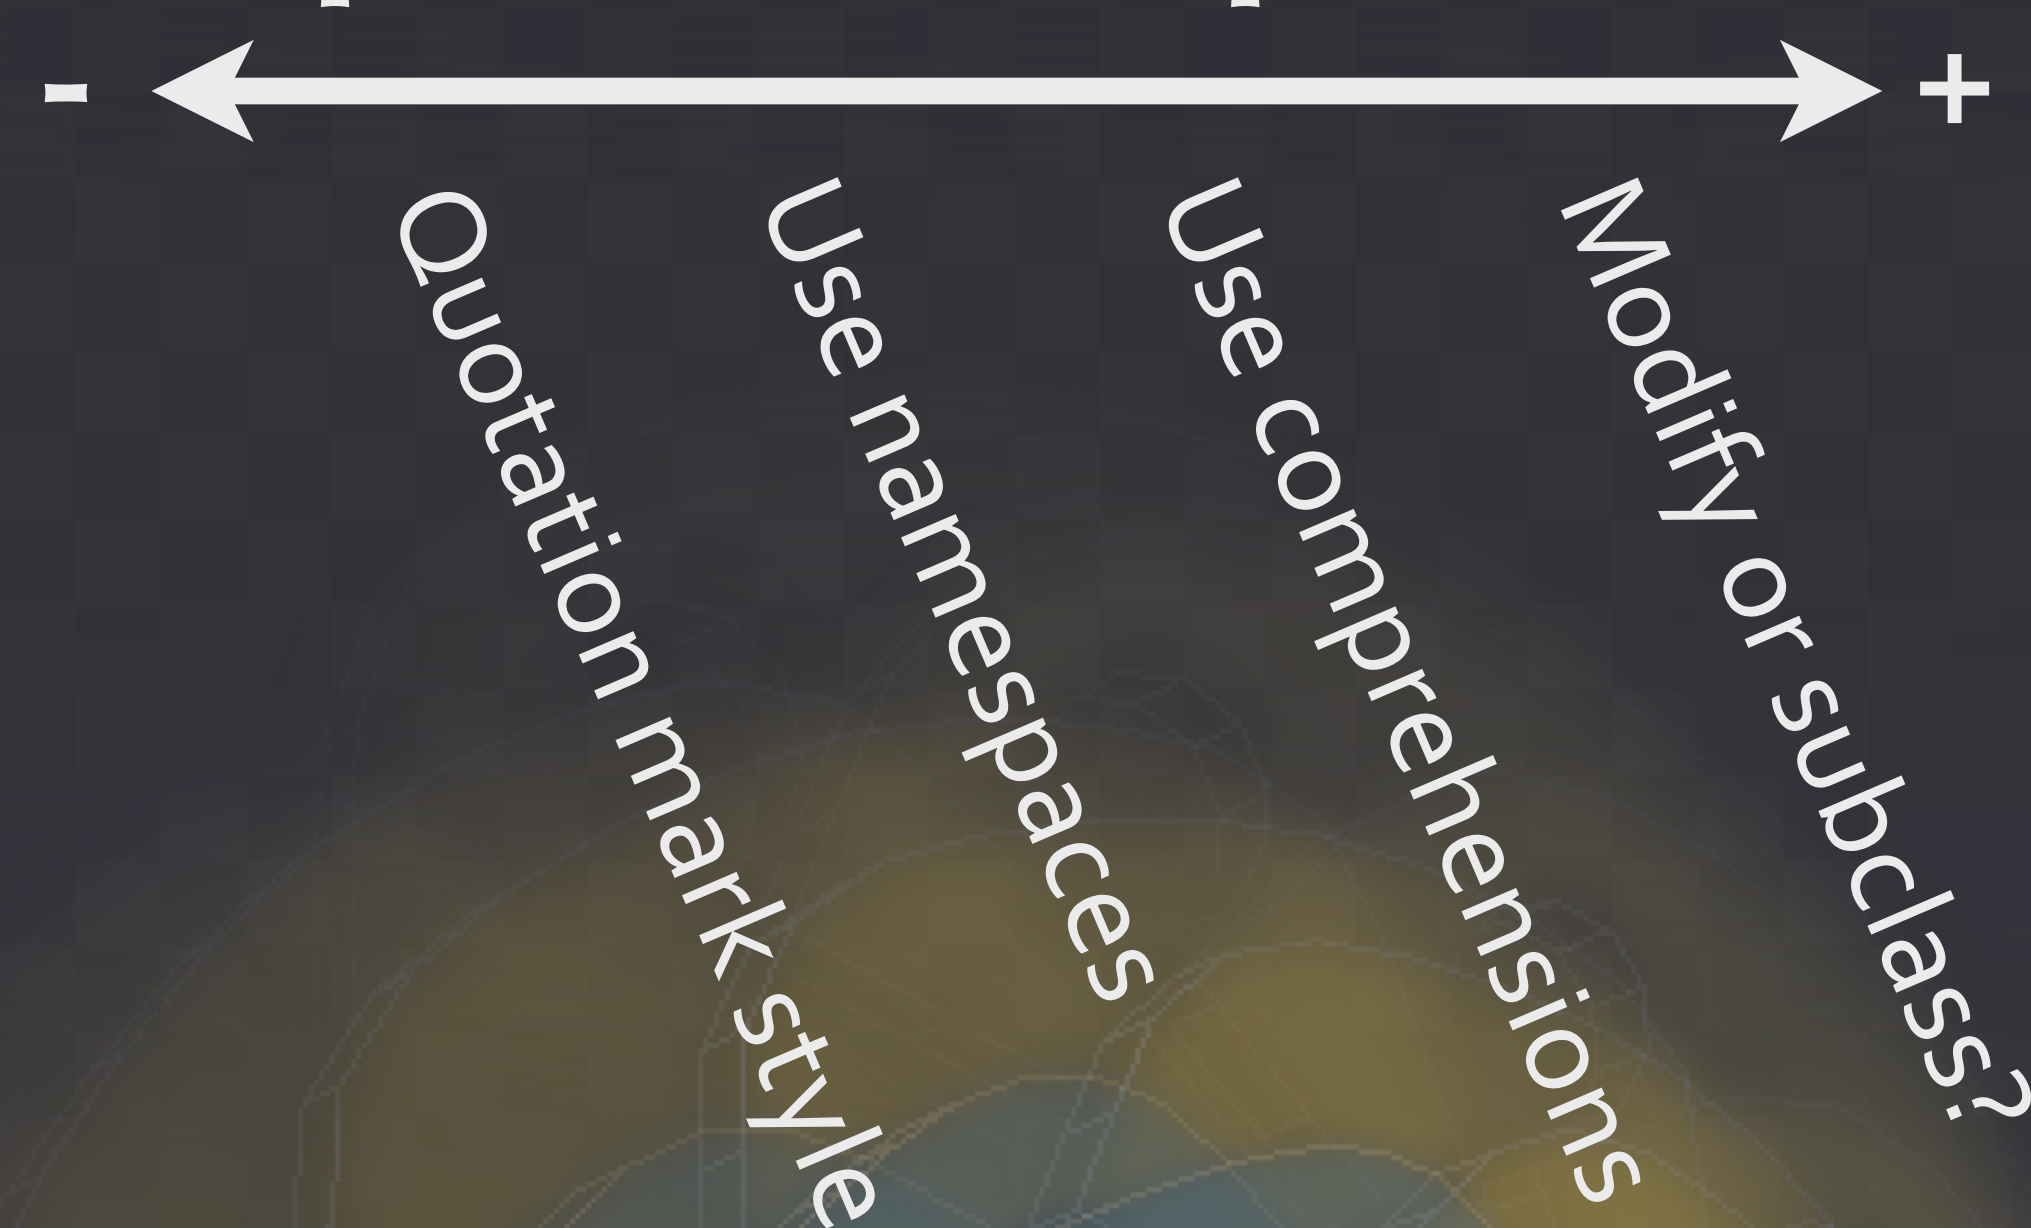 - +
Quotation mark style
Use namespaces
Use comprehensions
Modify or subclass?